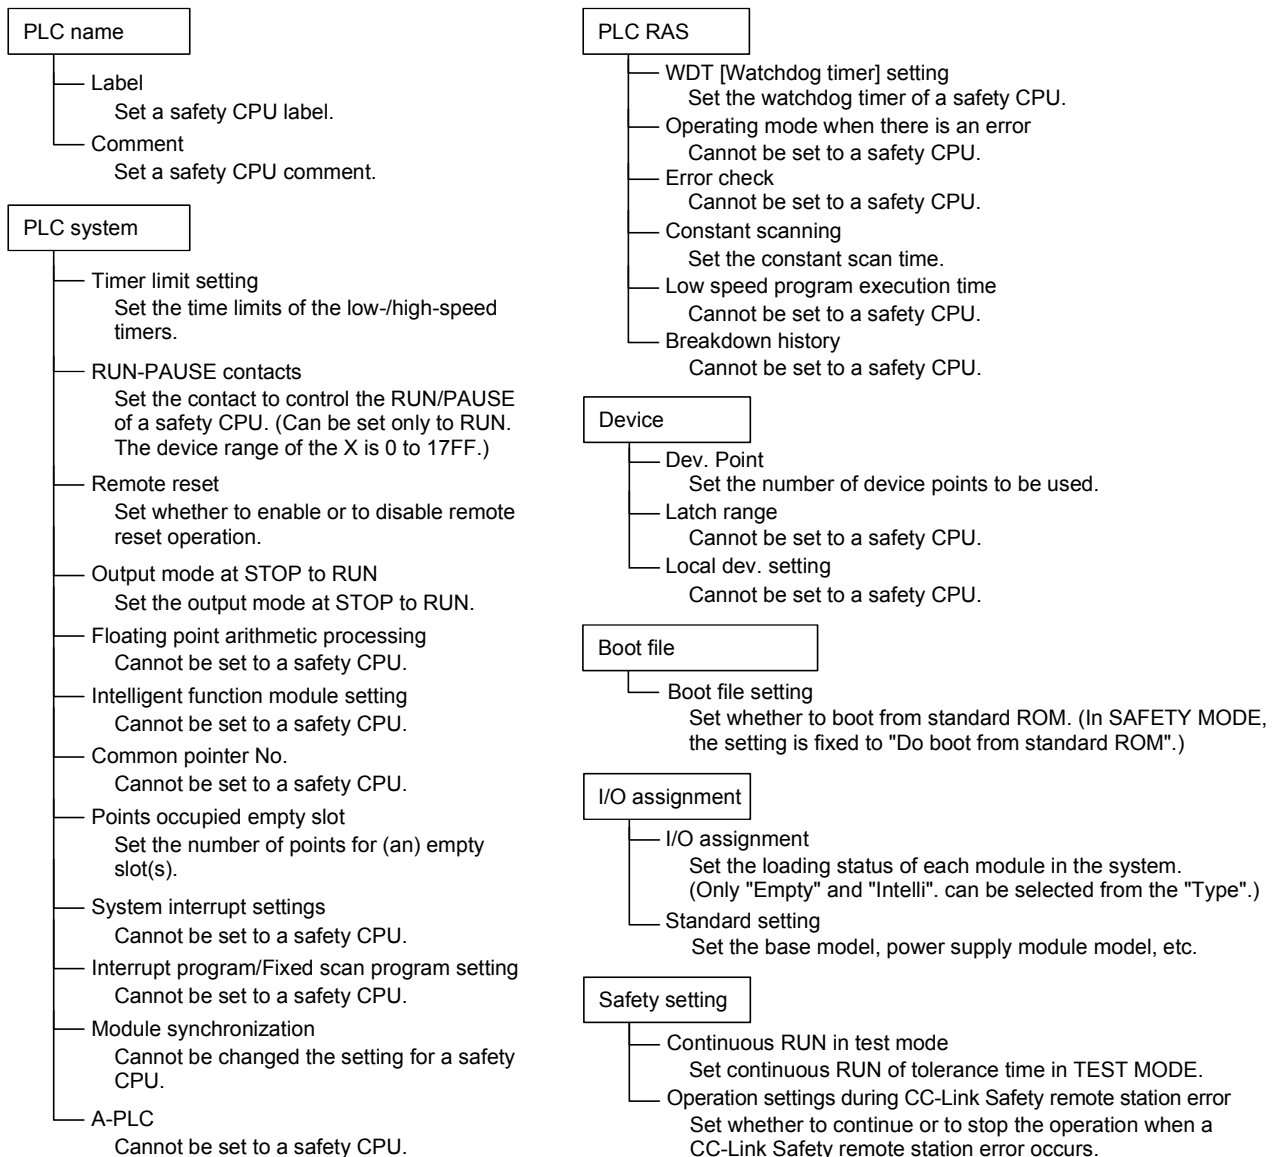 PLC name
Label
Set a safety CPU label.
Comment
Set a safety CPU comment.
PLC system
Timer limit setting
Set the time limits of the low-/high-speed
timers.
RUN-PAUSE contacts
Set the contact to control the RUN/PAUSE
of a safety CPU. (Can be set only to RUN.
The device range of the X is 0 to 17FF.)
Remote reset
Set whether to enable or to disable remote
reset operation.
Output mode at STOP to RUN
Set the output mode at STOP to RUN.
Floating point arithmetic processing
Cannot be set to a safety CPU.
Intelligent function module setting
Cannot be set to a safety CPU.
Common pointer No.
Cannot be set to a safety CPU.
Points occupied empty slot
Set the number of points for (an) empty
slot(s).
System interrupt settings
Cannot be set to a safety CPU.
Interrupt program/Fixed scan program setting
Cannot be set to a safety CPU.
Module synchronization
Cannot be changed the setting for a safety
CPU.
A-PLC
Cannot be set to a safety CPU.
PLC RAS
WDT [Watchdog timer] setting
Set the watchdog timer of a safety CPU.
Operating mode when there is an error
Cannot be set to a safety CPU.
Error check
Cannot be set to a safety CPU.
Constant scanning
Set the constant scan time.
Low speed program execution time
Cannot be set to a safety CPU.
Breakdown history
Cannot be set to a safety CPU.
Device
Dev. Point
Set the number of device points to be used.
Latch range
Cannot be set to a safety CPU.
Local dev. setting
Cannot be set to a safety CPU.
Boot file
Boot file setting
Set whether to boot from standard ROM. (In SAFETY MODE,
the setting is fixed to "Do boot from standard ROM".)
I/O assignment
I/O assignment
Set the loading status of each module in the system.
(Only "Empty" and "Intelli". can be selected from the "Type".)
Standard setting
Set the base model, power supply module model, etc.
Safety setting
Continuous RUN in test mode
Set continuous RUN of tolerance time in TEST MODE.
Operation settings during CC-Link Safety remote station error
Set whether to continue or to stop the operation when a
CC-Link Safety remote station error occurs.